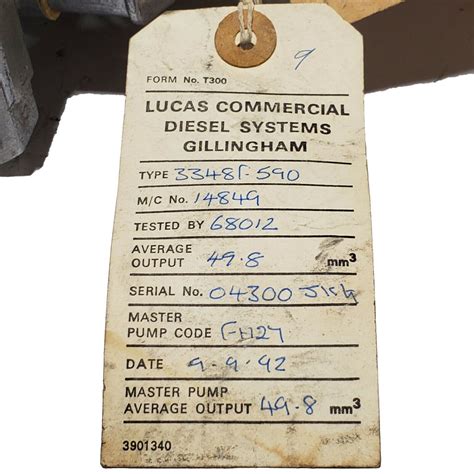 9
FORM No. T300
LUCAS COMMERCIAL
DIESEL SYSTEMS
GILLINGHAM
TYPE 3348F590
M/C No. 14849
TESTED BY 68012
AVERAGE
OUTPUT 49.8 mm³
SERIAL No. 04300
MASTER
PUMP CODE
DATE 9.9.92
MASTER PUMP
AVERAGE OUTPUT 49.8 mm³
3901340